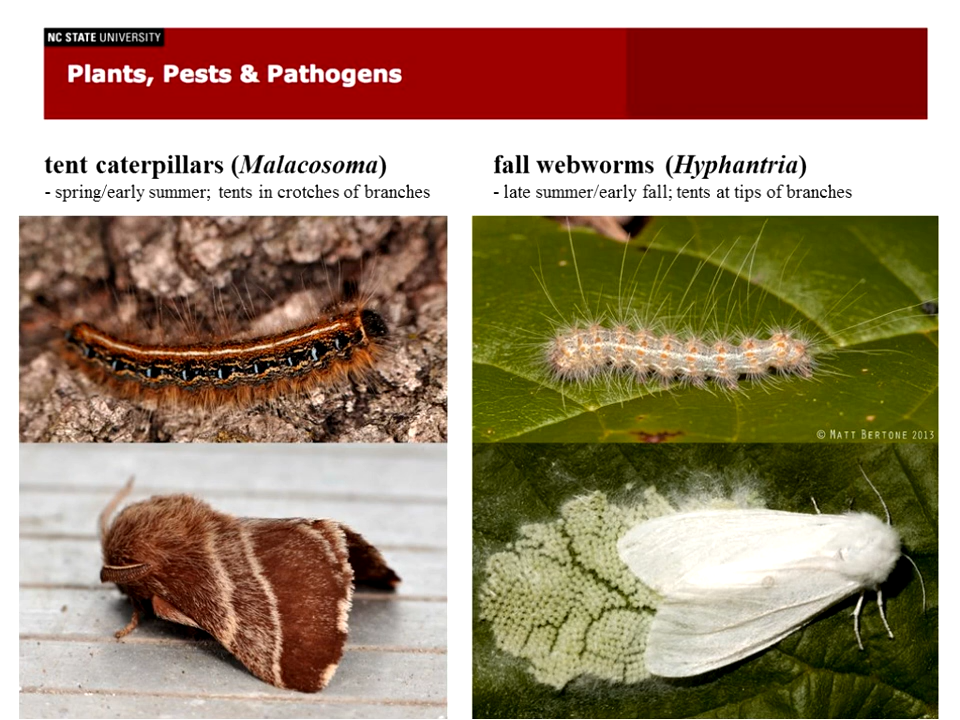 NC STATE UNIVERSITY
Plants, Pests & Pathogens
tent caterpillars (Malacosoma)
- spring/early summer; tents in crotches of branches
fall webworms (Hyphantria)
- late summer/early fall; tents at tips of branches
© MATT BERTONE 2013